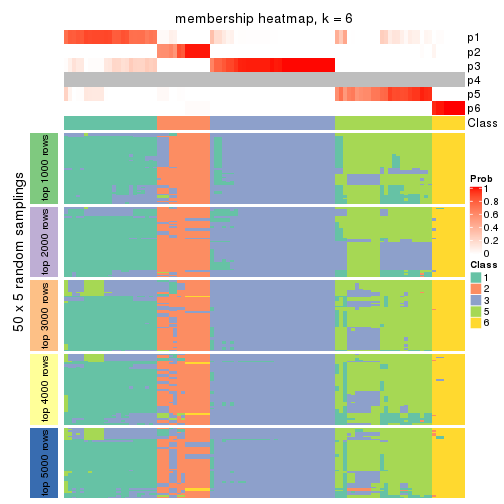 membership heatmap, k = 6
p1
p2
p3
p4
p5
p6
Class
50 x 5 random samplings
top 1000 rows
top 2000 rows
top 3000 rows
top 4000 rows
top 5000 rows
Prob
1
0.8
0.6
0.4
0.2
0
Class
1
2
3
5
6